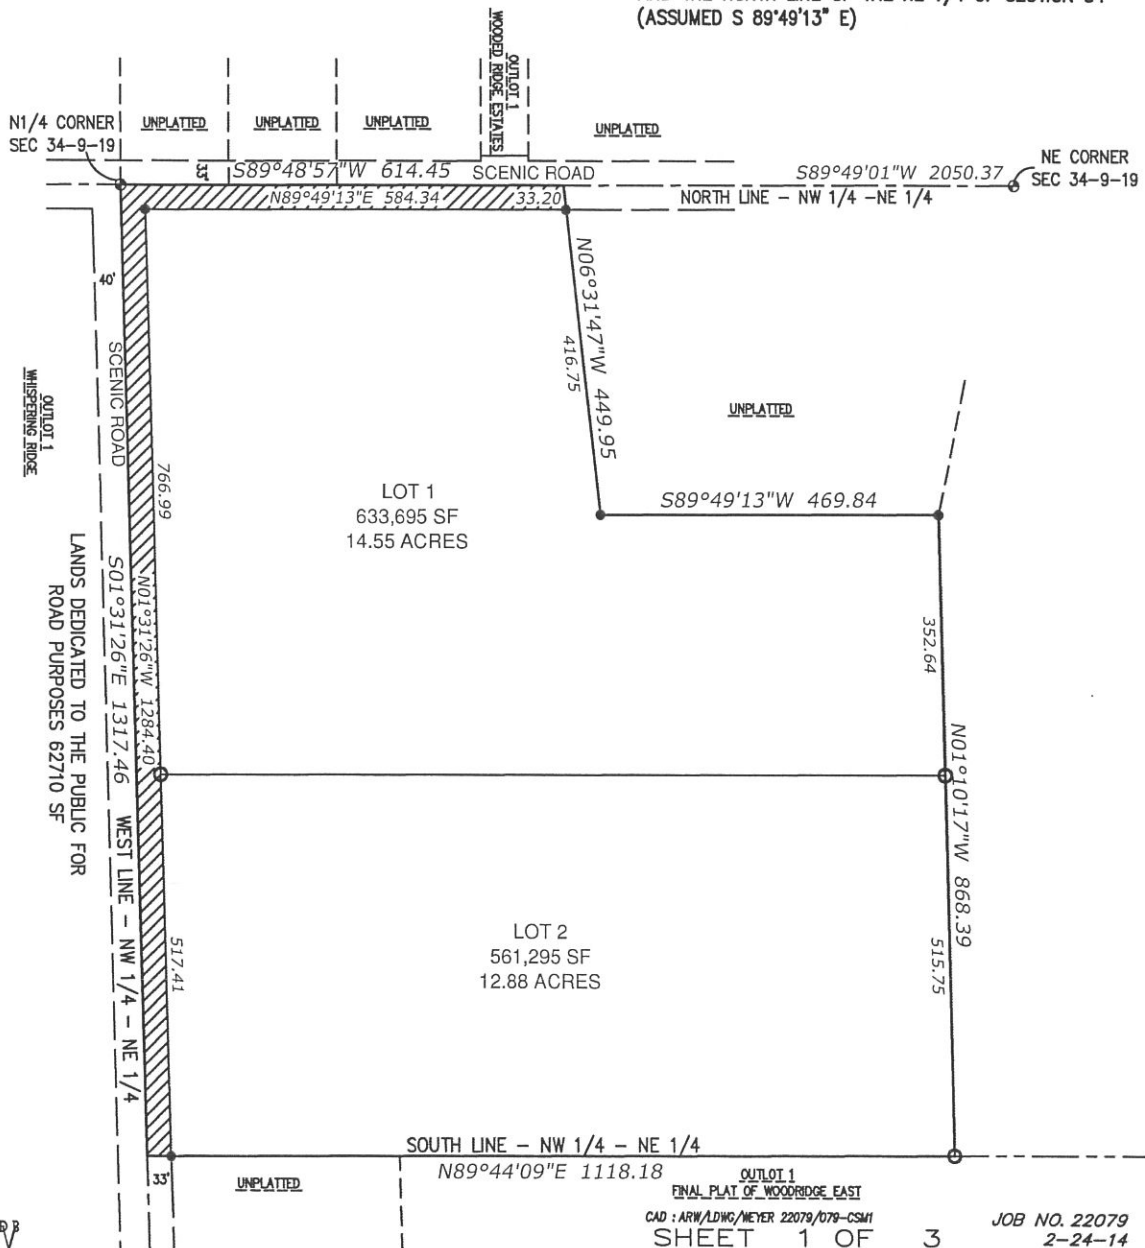 (ASSUMED S 89°49'13" E)
OUTLOT 1
WOODED RIDGE ESTATES
N1/4 CORNER
SEC 34-9-19
UNPLATTED
UNPLATTED
UNPLATTED
UNPLATTED
NE CORNER
SEC 34-9-19
S89°48'57"W 614.45
SCENIC ROAD
S89°49'01"W 2050.37
N89°49'13"E 584.34
33.20
NORTH LINE - NW 1/4 -NE 1/4
40'
SCENIC ROAD
OUTLOT 1
WHISPERING RIDGE
N06°31'47"W 449.95
416.75
UNPLATTED
766.99
LOT 1
633,695 SF
14.55 ACRES
S89°49'13"W 469.84
LANDS DEDICATED TO THE PUBLIC FOR
ROAD PURPOSES 62710 SF
S01°31'26"E 1317.46
N01°31'26"W 1284.40
352.64
N01°10'17"W 868.39
WEST LINE - NW 1/4 - NE 1/4
517.41
LOT 2
561,295 SF
12.88 ACRES
515.75
SOUTH LINE - NW 1/4 - NE 1/4
N89°44'09"E 1118.18
33'
UNPLATTED
OUTLOT 1
FINAL PLAT OF WOODRIDGE EAST
CAD : ARW/LDWG/WEYER 22079/079-CSM1
SHEET 1 OF 3
JOB NO. 22079
2-24-14